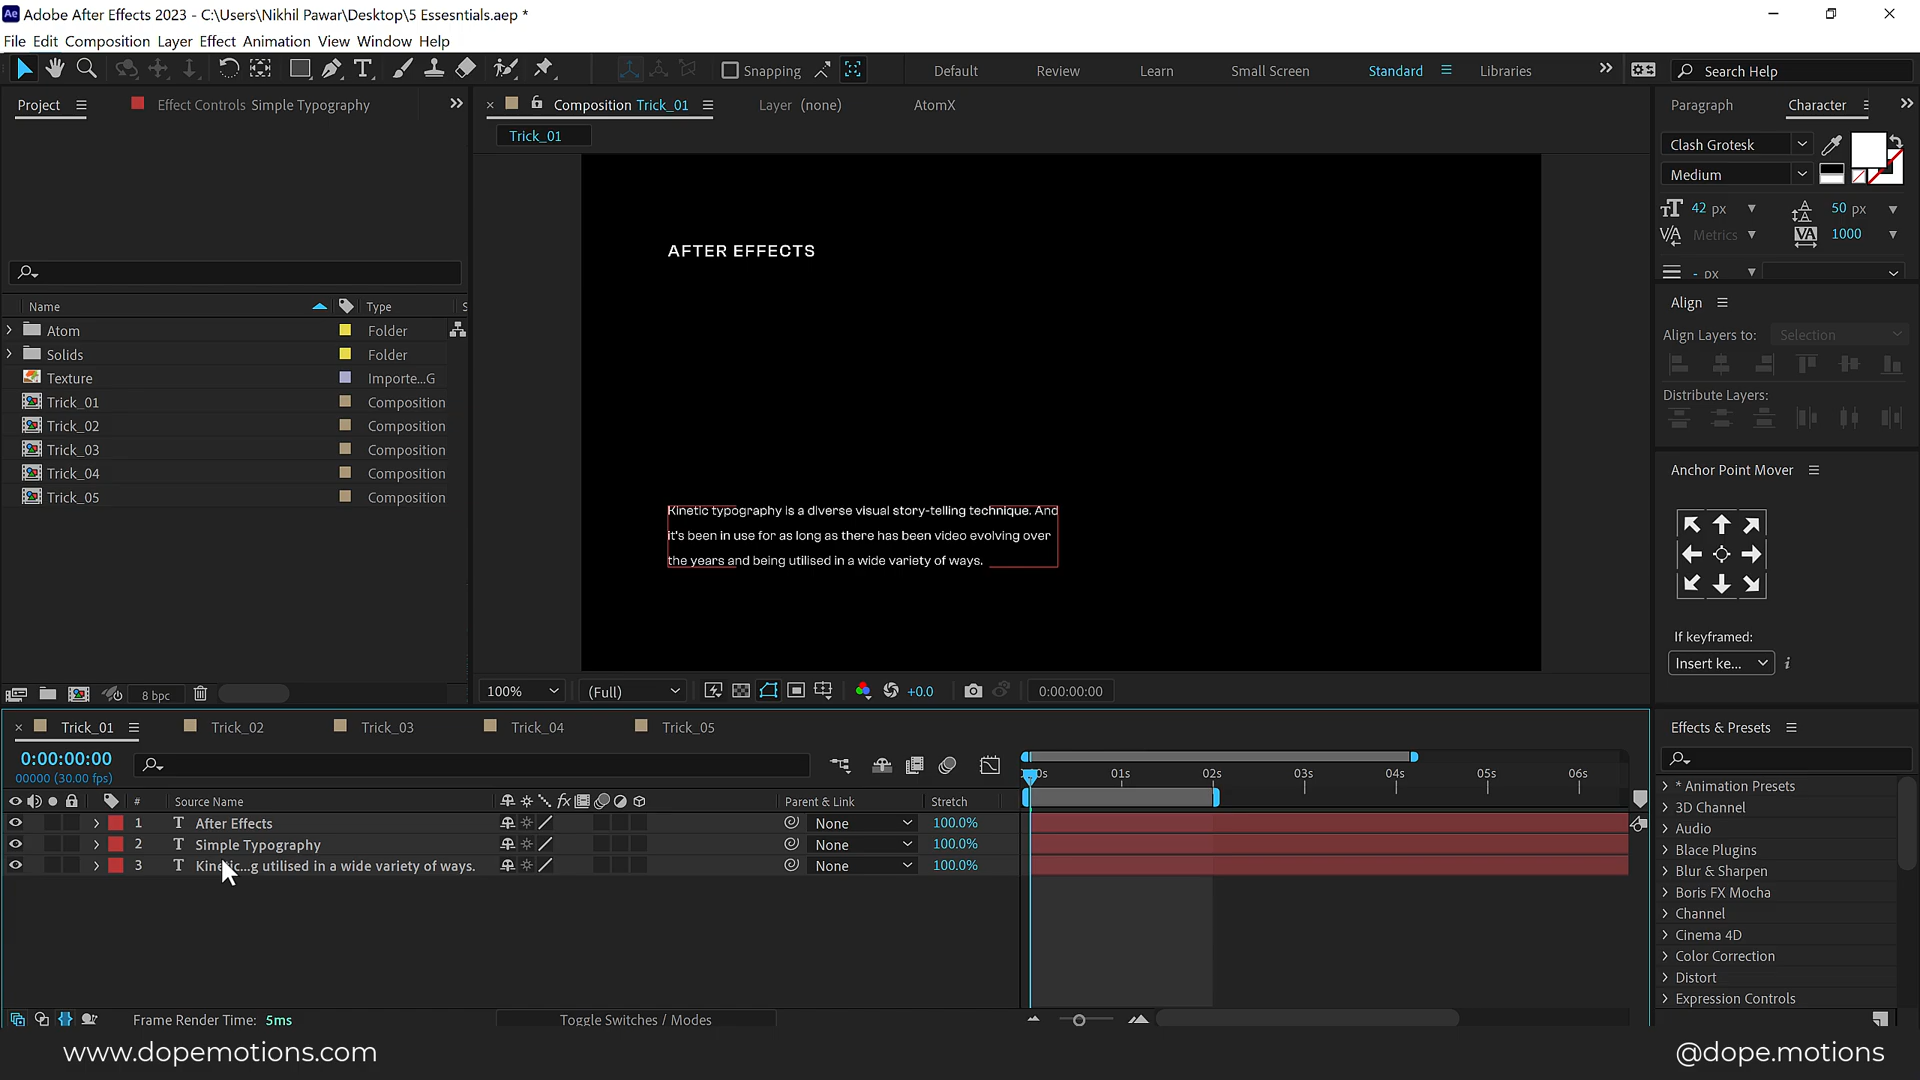 Adobe After Effects 2023 - C:\Users\Nikhil Pawar\Desktop\5 Essesntials.aep *
File Edit Composition Layer Effect Animation View Window Help
Snapping
Default
Review
Learn
Small Screen
Standard
Libraries
Search Help
Project
Effect Controls Simple Typography
Composition Trick_01
Layer (none)
AtomX
Paragraph
Character
Trick_01
Clash Grotesk
Medium
42 px
50 px
Metrics
1000
- px
AFTER EFFECTS
Kinetic typography is a diverse visual story-telling technique. And
it's been in use for as long as there has been video evolving over
the years and being utilised in a wide variety of ways.
Name
Type
S
Atom Folder
Solids Folder
Texture Importe...G
Trick_01 Composition
Trick_02 Composition
Trick_03 Composition
Trick_04 Composition
Trick_05 Composition
Align
Align Layers to: Selection
Distribute Layers:
Anchor Point Mover
If keyframed:
Insert ke...
8 bpc
100%
(Full)
+0.0
0:00:00:00
Trick_01
Trick_02
Trick_03
Trick_04
Trick_05
0:00:00:00
00000 (30.00 fps)
01s
02s
03s
04s
05s
06s
# Source Name
Parent & Link
Stretch
1 T After Effects None 100.0%
2 T Simple Typography None 100.0%
3 T Kinetic...g utilised in a wide variety of ways. None 100.0%
Frame Render Time: 5ms
Toggle Switches / Modes
Effects & Presets
* Animation Presets
3D Channel
Audio
Blace Plugins
Blur & Sharpen
Boris FX Mocha
Channel
Cinema 4D
Color Correction
Distort
Expression Controls
www.dopemotions.com
@dope.motions